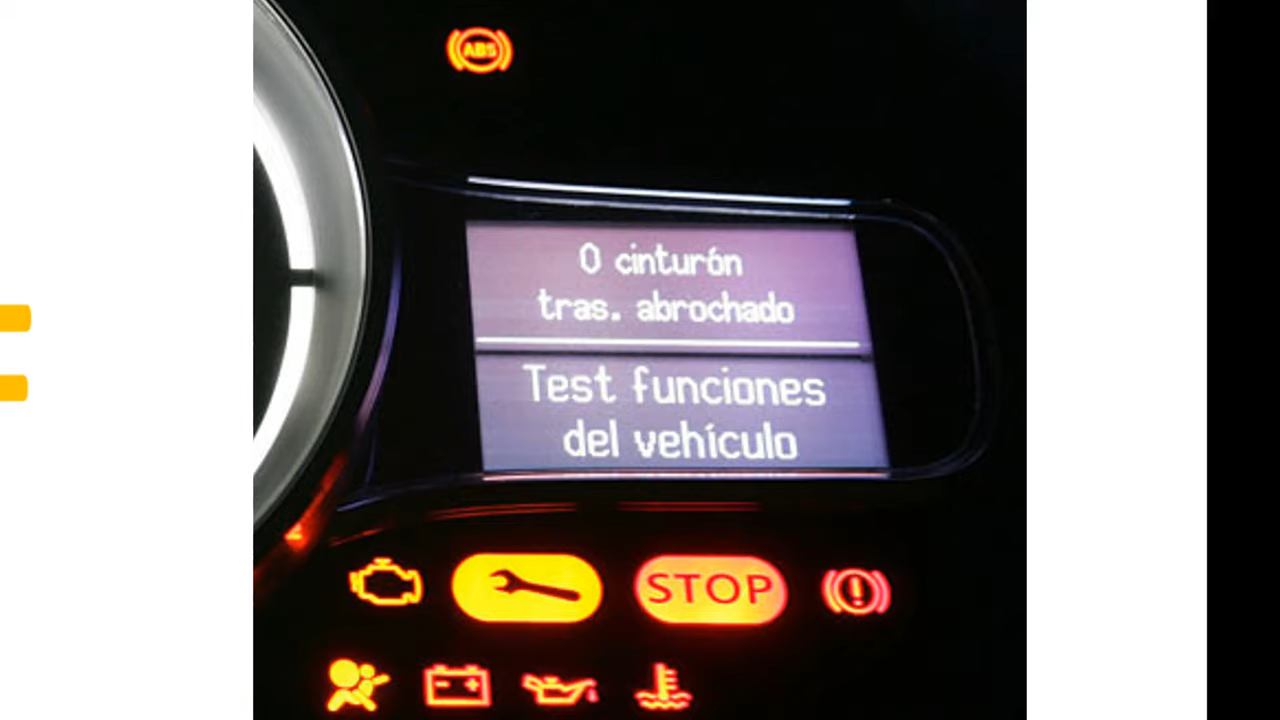 ABS
0 cinturón
tras. abrochado
Test funciones
del vehículo
STOP